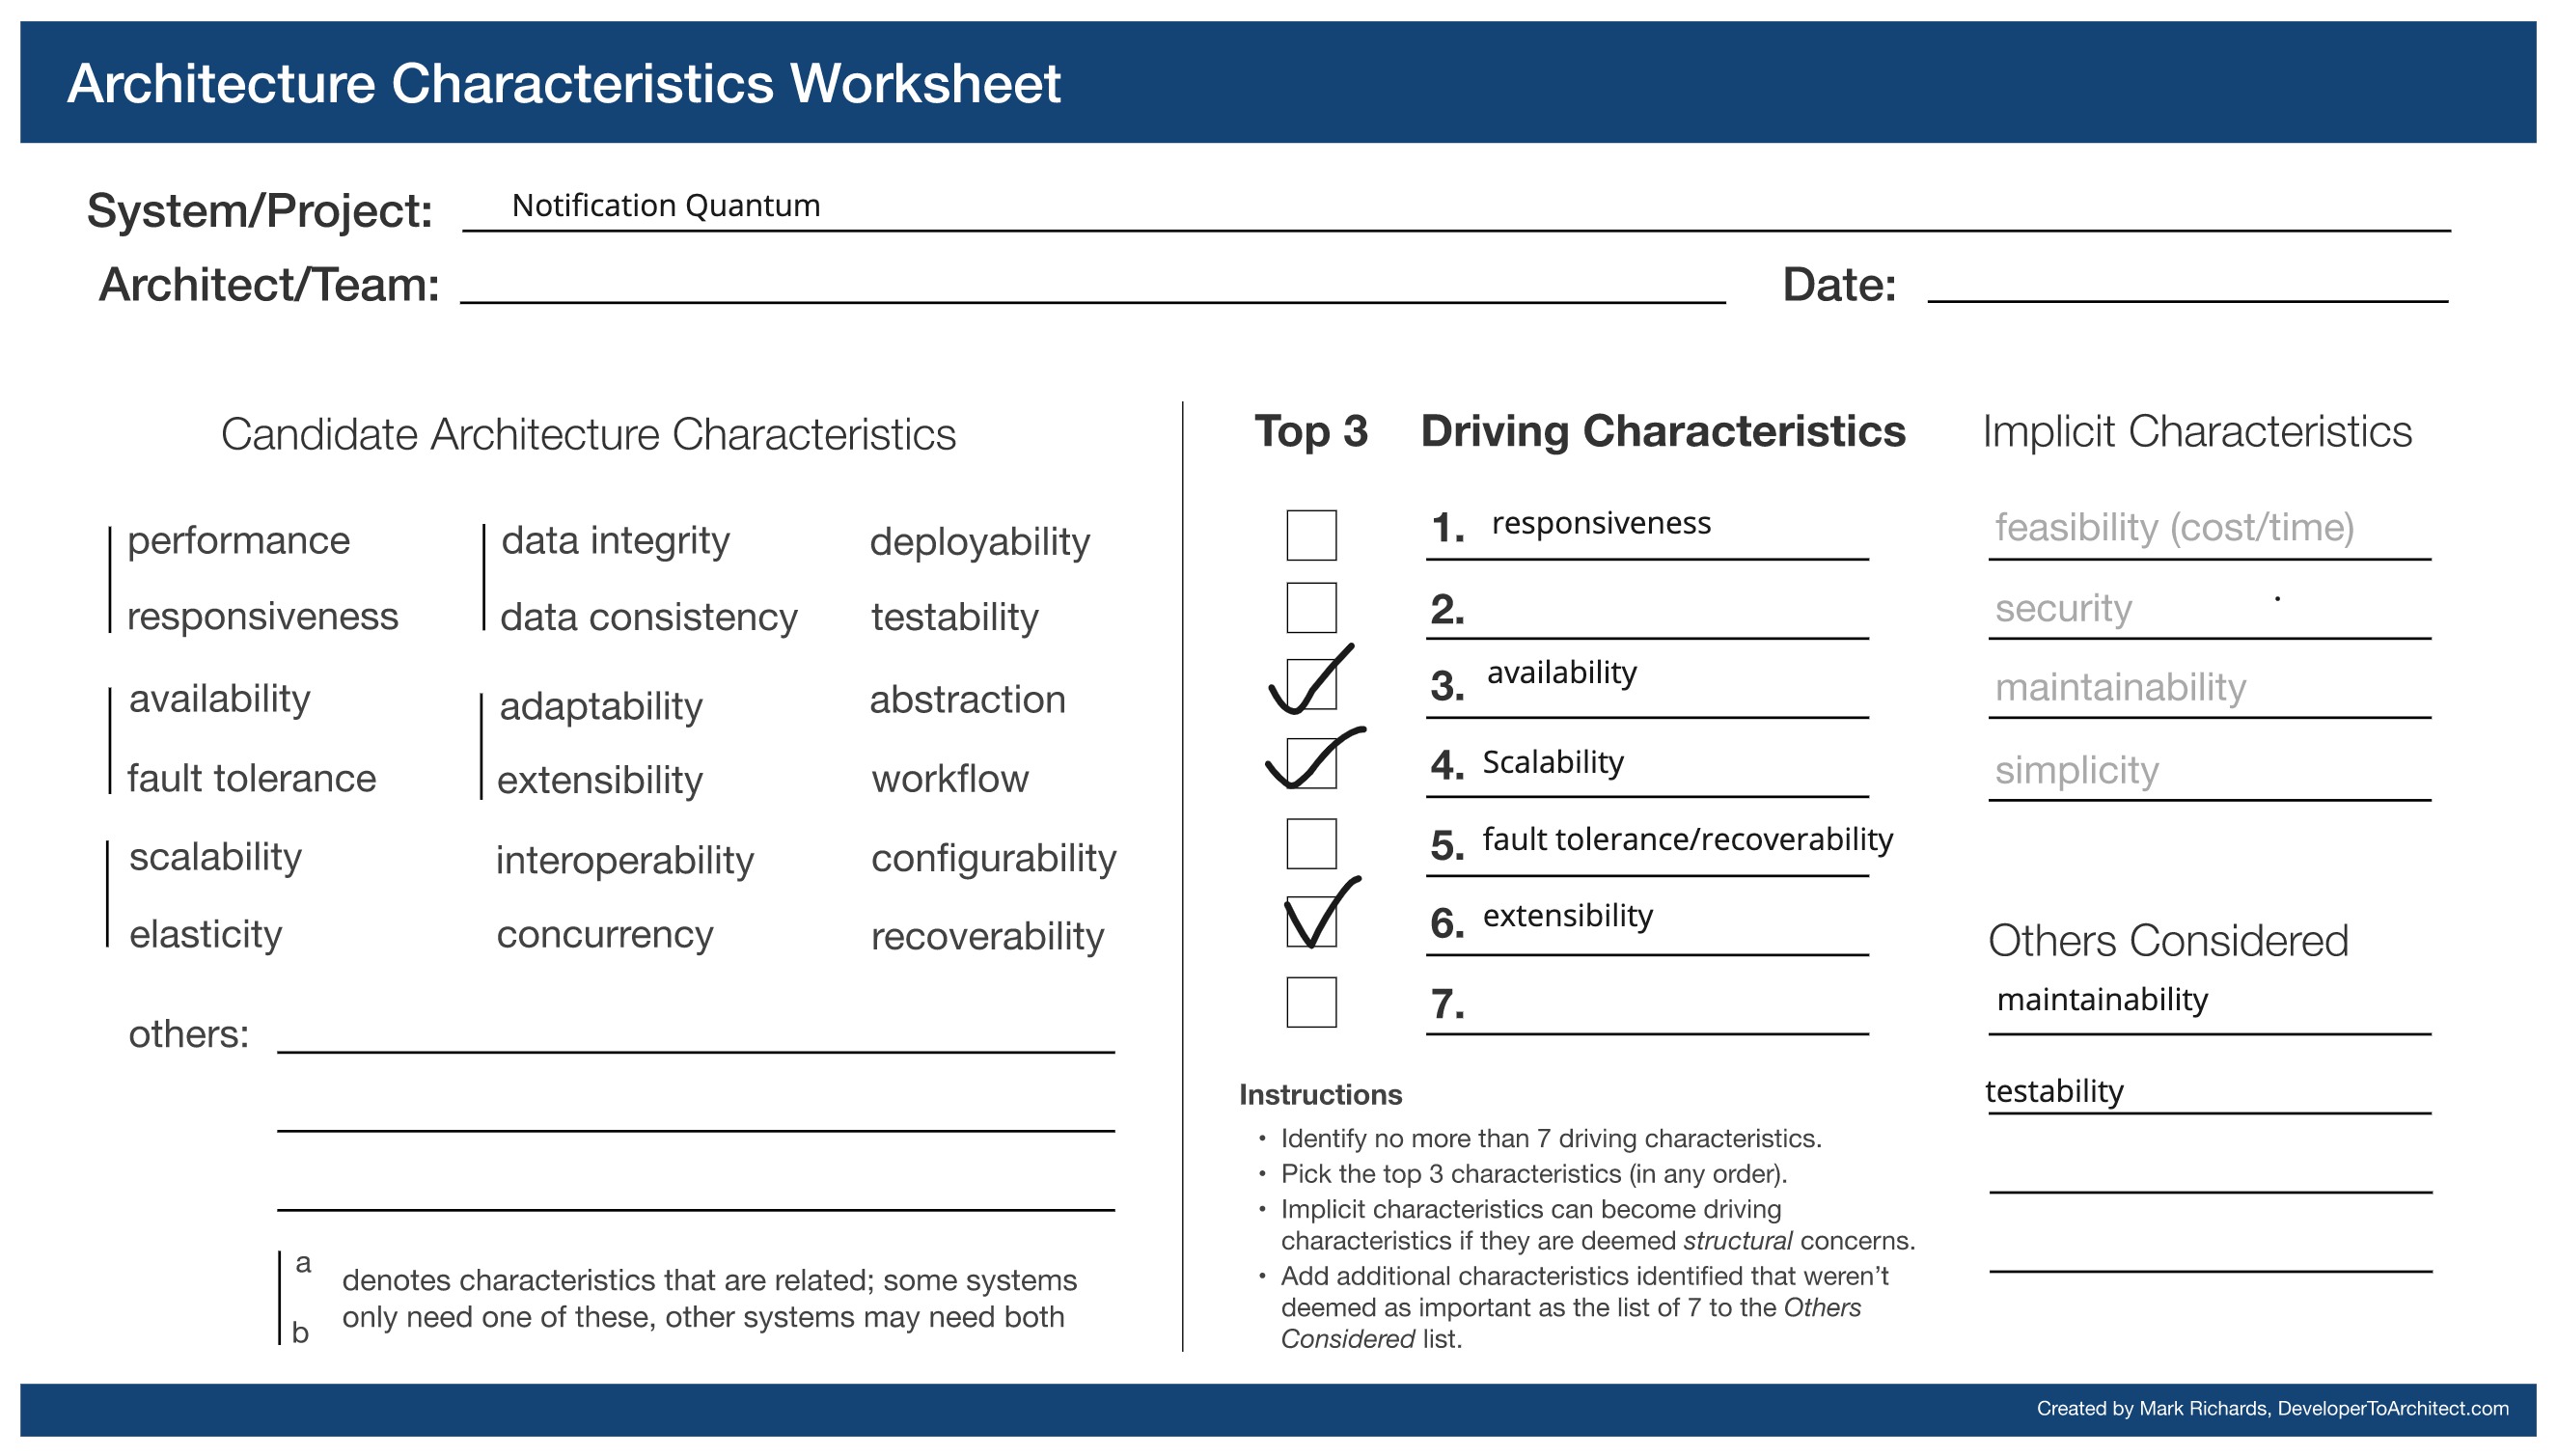 Architecture Characteristics Worksheet
System/Project: Notification Quantum
Architect/Team:
Date:
Candidate Architecture Characteristics
performance
responsiveness
availability
fault tolerance
scalability
elasticity
data integrity
data consistency
adaptability
extensibility
interoperability
concurrency
deployability
testability
abstraction
workflow
configurability
recoverability
others:
a
b
denotes characteristics that are related; some systems
only need one of these, other systems may need both
Top 3
Driving Characteristics
1. responsiveness
2.
3. availability
4. Scalability
5. fault tolerance/recoverability
6. extensibility
7.
Instructions
• Identify no more than 7 driving characteristics.
• Pick the top 3 characteristics (in any order).
• Implicit characteristics can become driving
characteristics if they are deemed structural concerns.
• Add additional characteristics identified that weren’t
deemed as important as the list of 7 to the Others
Considered list.
Implicit Characteristics
feasibility (cost/time)
security
maintainability
simplicity
Others Considered
maintainability
testability
Created by Mark Richards, DeveloperToArchitect.com